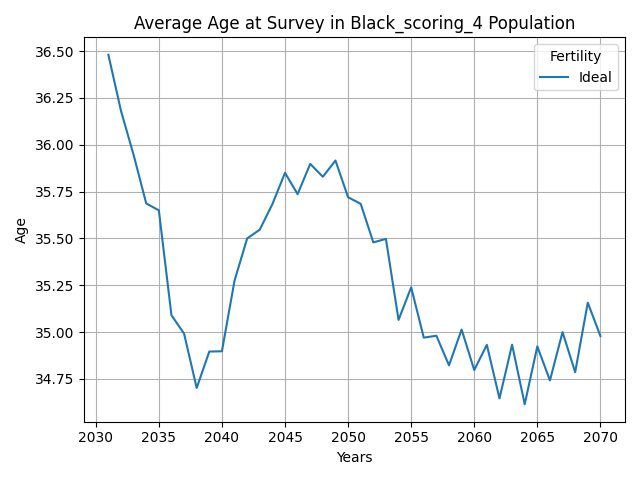 Average Age at Survey in Black_scoring_4 Population
Fertility
Ideal
36.50
36.25
36.00
35.75
35.50
35.25
35.00
34.75
Age
2030 2035 2040 2045 2050 2055 2060 2065 2070
Years